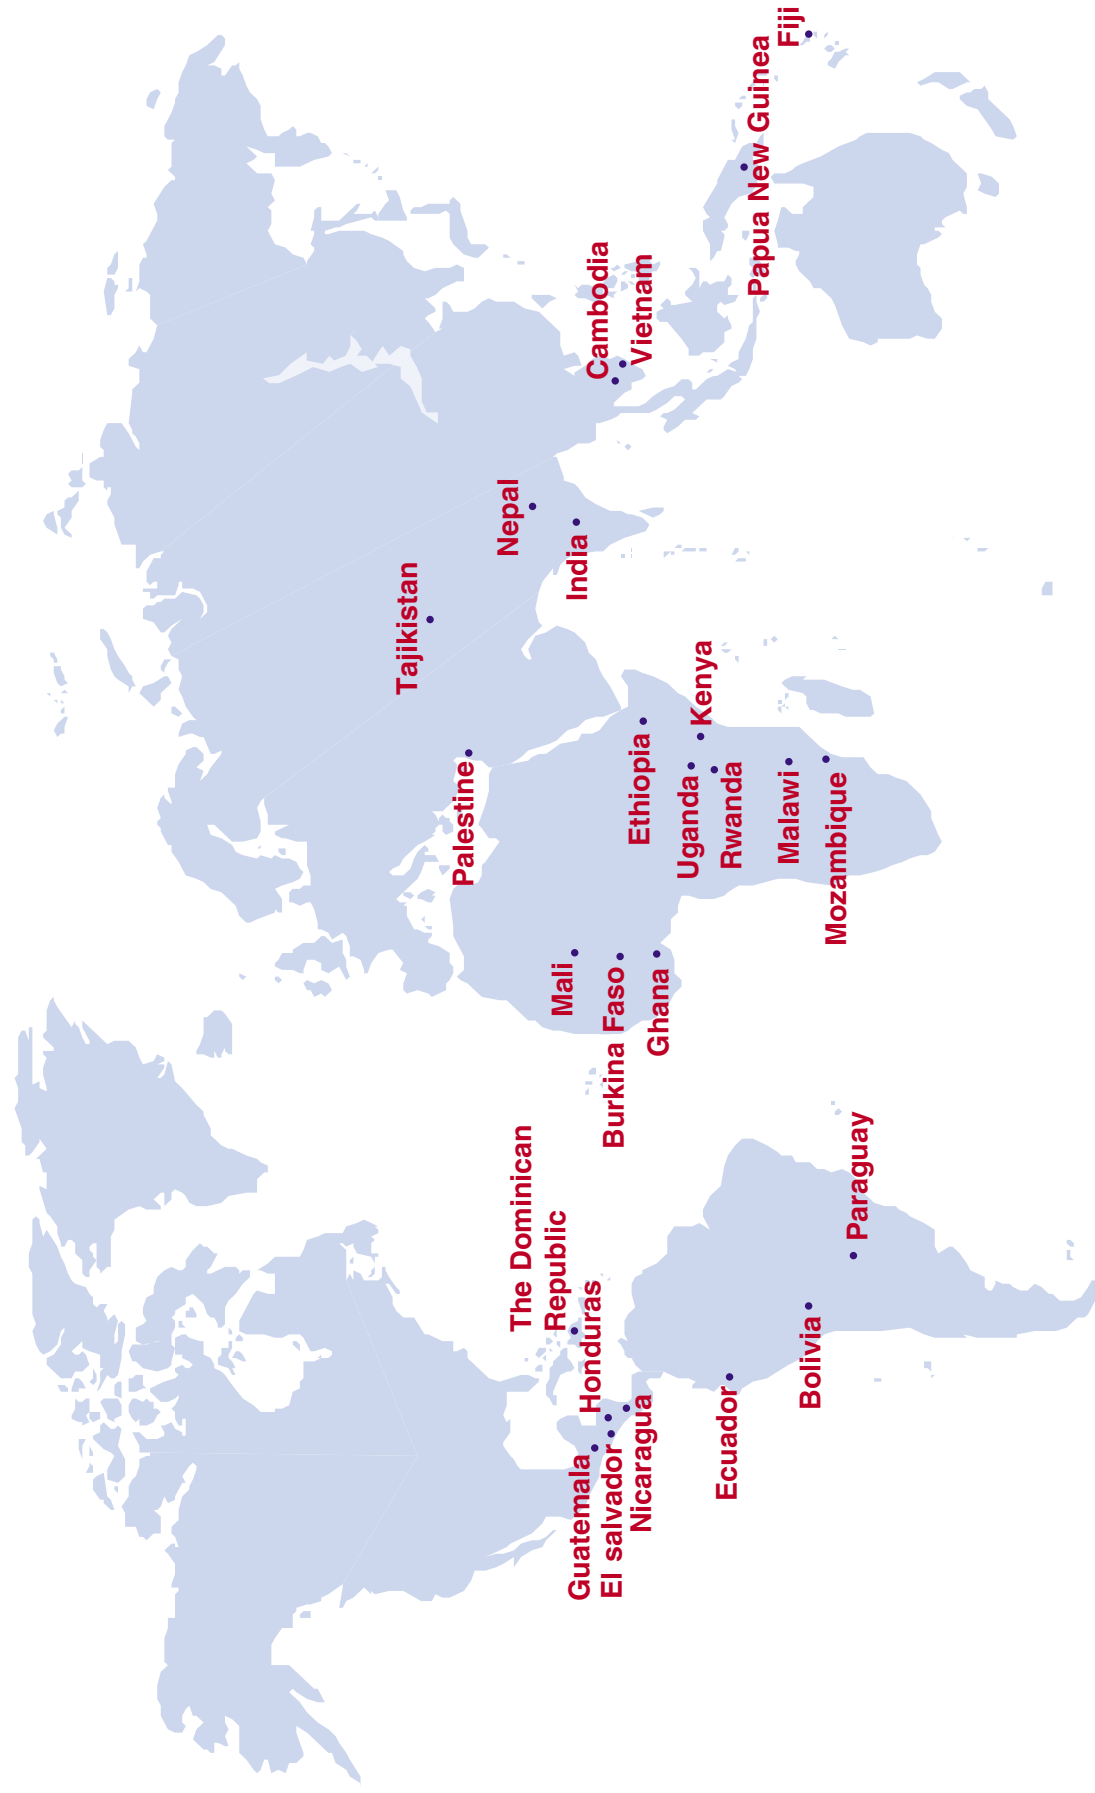 The Dominican
Republic
Guatemala
Honduras
El salvador
Nicaragua
Ecuador
Bolivia
Paraguay
Mali
Burkina Faso
Ghana
Palestine
Ethiopia
Uganda
Kenya
Rwanda
Malawi
Mozambique
Tajikistan
Nepal
India
Cambodia
Vietnam
Papua New Guinea
Fiji